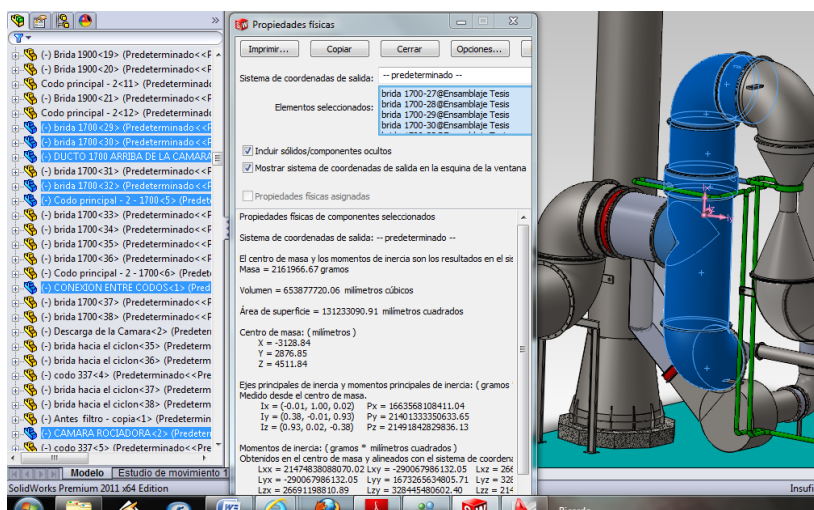 (-) Brida 1900<19> (Predeterminado<<F
(-) Brida 1900<20> (Predeterminado<<F
Codo principal - 2<11> (Predeterminado
(-) Brida 1900<21> (Predeterminado<<F
Codo principal - 2<12> (Predeterminado
(-) brida 1700<29> (Predeterminado<<F
(-) brida 1700<30> (Predeterminado<<F
(-) DUCTO 1700 ARRIBA DE LA CAMARA
(-) brida 1700<31> (Predeterminado<<F
(-) brida 1700<32> (Predeterminado<<F
(-) Codo principal - 2 - 1700<5> (Predet
(-) brida 1700<33> (Predeterminado<<F
(-) brida 1700<34> (Predeterminado<<F
(-) brida 1700<35> (Predeterminado<<F
(-) brida 1700<36> (Predeterminado<<F
(-) Codo principal - 2 - 1700<6> (Predet
(-) CONEXION ENTRE CODOS<1> (Pred
(-) brida 1700<37> (Predeterminado<<F
(-) brida 1700<38> (Predeterminado<<F
(-) Descarga de la Camara<2> (Predeter
(-) brida hacia el ciclon<35> (Predeterm
(-) brida hacia el ciclon<36> (Predeterm
(-) codo 337<4> (Predeterminado<<Pre
(-) brida hacia el ciclon<37> (Predeterm
(-) brida hacia el ciclon<38> (Predeterm
(-) Antes filtro - copia<1> (Predetermin
(-) CAMARA ROCIADORA<2> (Predeter
(-) codo 337<5> (Predeterminado<<Pre
Modelo Estudio de movimiento 1
SolidWorks Premium 2011 x64 Edition
Propiedades físicas
Imprimir... Copiar Cerrar Opciones...
Sistema de coordenadas de salida: -- predeterminado --
Elementos seleccionados:
brida 1700-27@Ensamblaje Tesis
brida 1700-28@Ensamblaje Tesis
brida 1700-29@Ensamblaje Tesis
brida 1700-30@Ensamblaje Tesis
Incluir sólidos/componentes ocultos
Mostrar sistema de coordenadas de salida en la esquina de la ventana
Propiedades físicas asignadas
Propiedades físicas de componentes seleccionados
Sistema de coordenadas de salida: -- predeterminado --
El centro de masa y los momentos de inercia son los resultados en el sis
Masa = 2161966.67 gramos
Volumen = 653877720.06 milímetros cúbicos
Área de superficie = 131233090.91 milímetros cuadrados
Centro de masa: ( milímetros )
X = -3128.84
Y = 2876.85
Z = 4511.84
Ejes principales de inercia y momentos principales de inercia: ( gramos
Medido desde el centro de masa.
Ix = (-0.01, 1.00, 0.02) Px = 1663568108411.04
Iy = (0.38, -0.01, 0.93) Py = 21401333350633.65
Iz = (0.93, 0.02, -0.38) Pz = 21491842829836.13
Momentos de inercia: ( gramos * milímetros cuadrados )
Obtenidos en el centro de masa y alineados con el sistema de coordena
Lxx = 21474838088070.02 Lxy = -290067986132.05 Lxz = 266
Lyx = -290067986132.05 Lyy = 1673265634805.71 Lyz = 328
Lzx = 26691198810.89 Lzy = 328445480602.40 Lzz = 214
Insufi
Ricardo